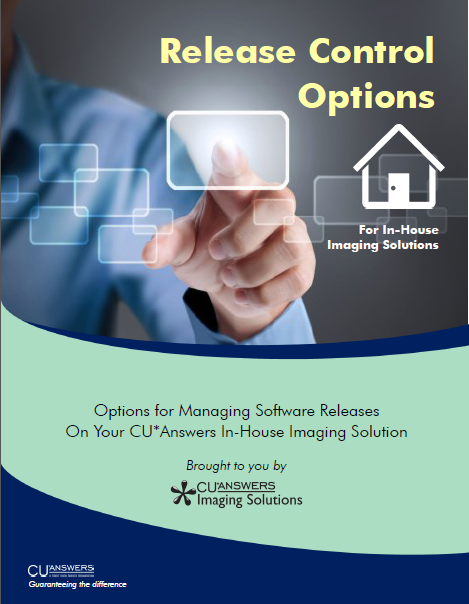 Release Control
Options
For In-House
Imaging Solutions
Options for Managing Software Releases
On Your CU*Answers In-House Imaging Solution
Brought to you by
CU*ANSWERS
Imaging Solutions
CU*ANSWERS
Guaranteeing the difference